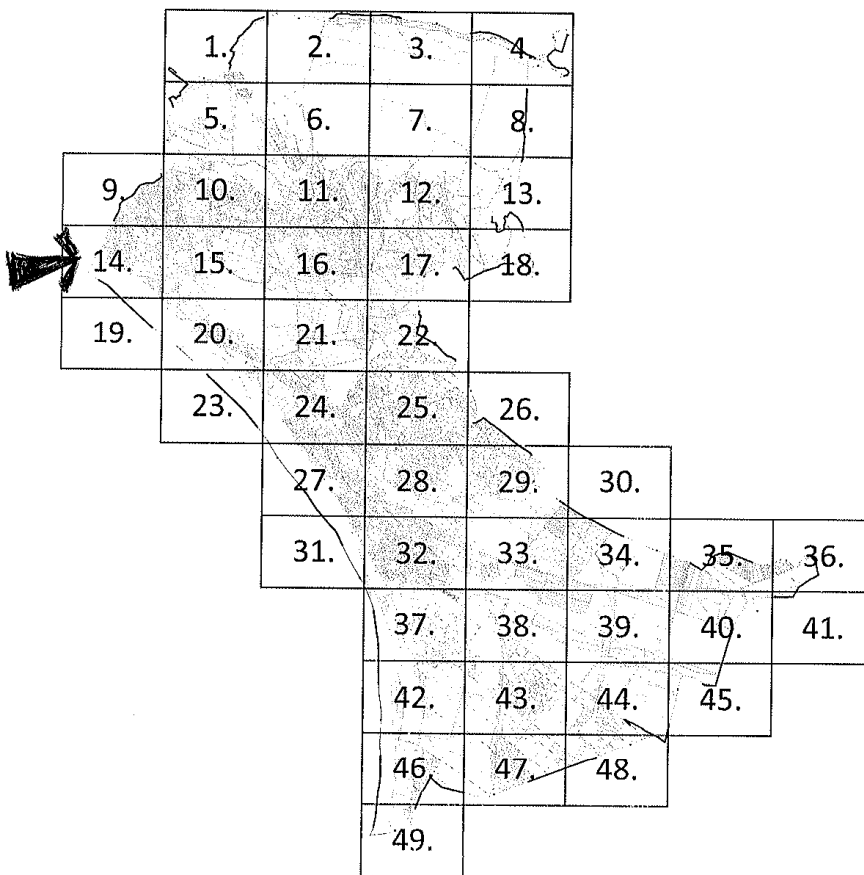 1. 2. 3. 4.
5. 6. 7. 8.
9. 10. 11. 12. 13.
14. 15. 16. 17. 18.
19. 20. 21. 22.
23. 24. 25. 26.
27. 28. 29. 30.
31. 32. 33. 34. 35. 36.
37. 38. 39. 40. 41.
42. 43. 44. 45.
46. 47. 48.
49.